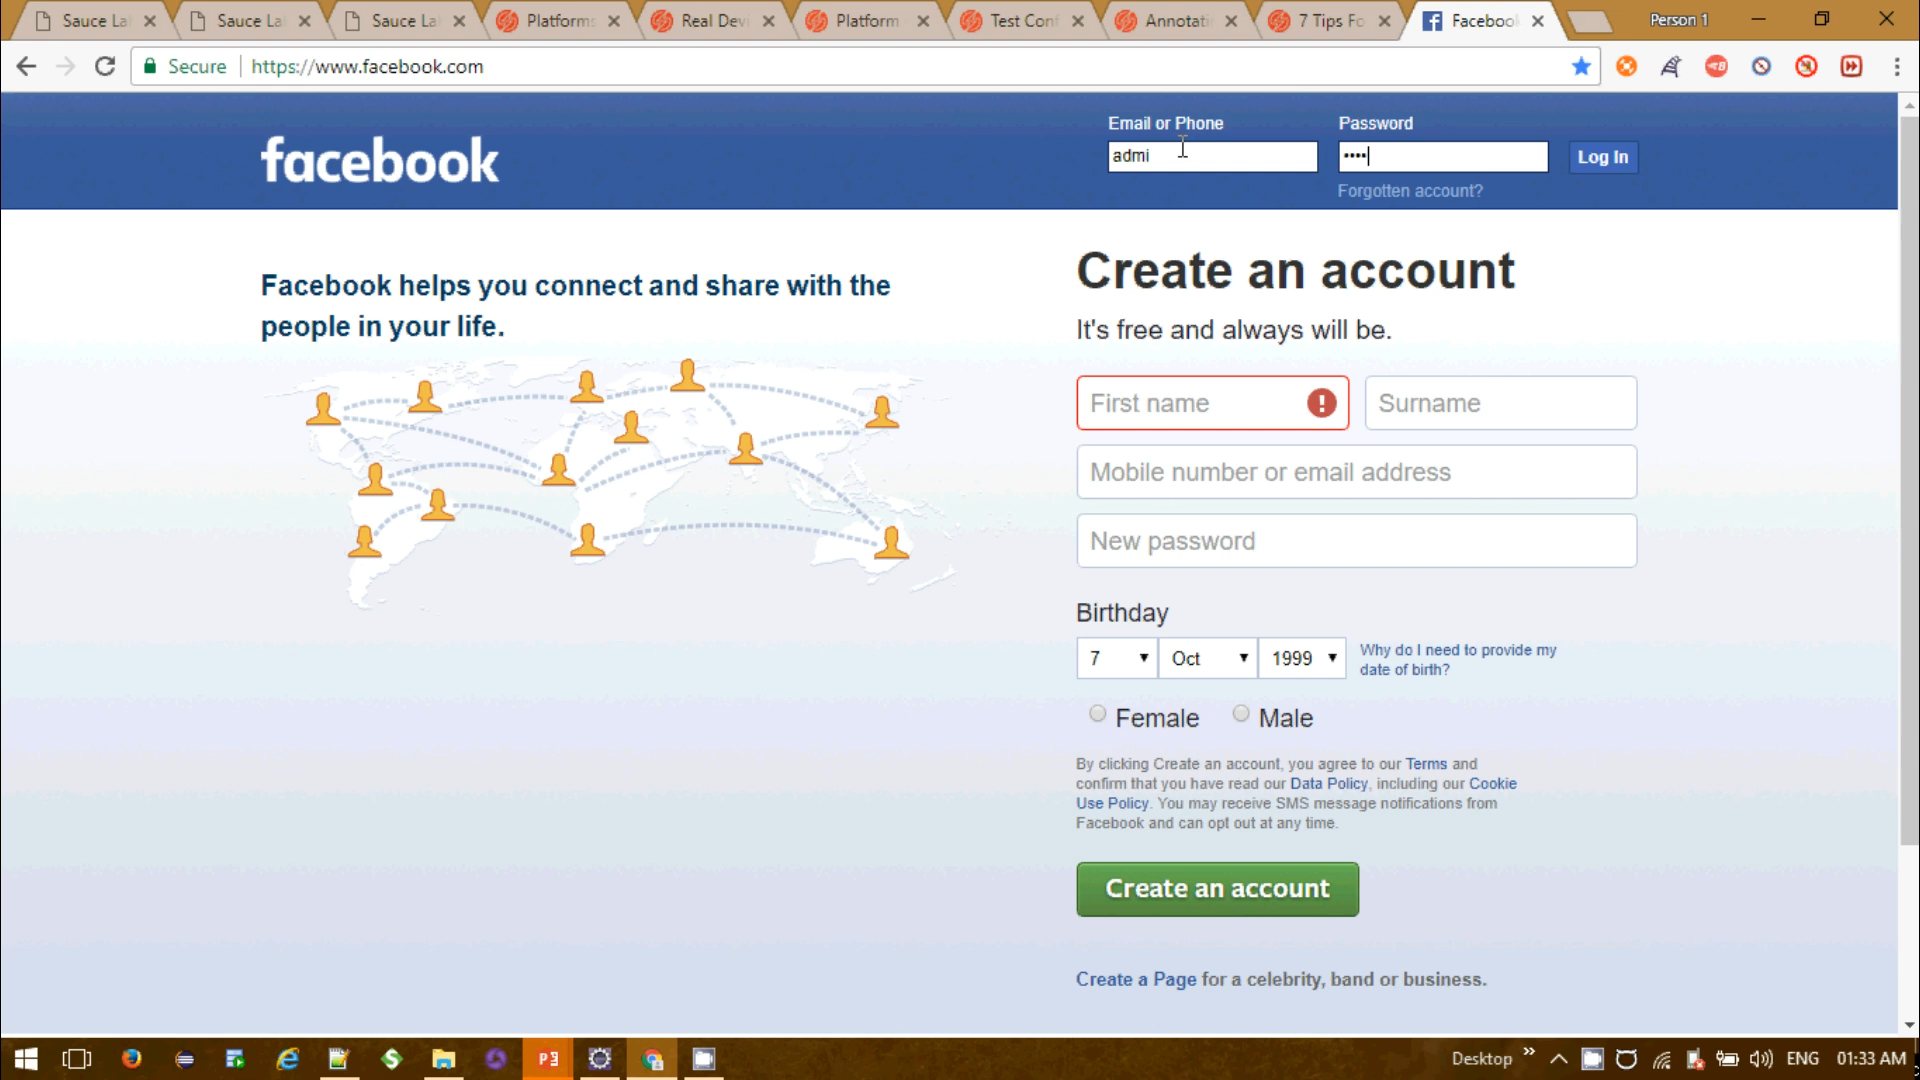 Sauce La
Sauce La
Sauce La
Platforms
Real Devi
Platform
Test Conf
Annotati
7 Tips Fo
Facebook
Person 1
Secure
https://www.facebook.com
Email or Phone
Password
facebook
admi
••••
Log In
Forgotten account?
Create an account
Facebook helps you connect and share with the
people in your life.
It's free and always will be.
First name
Surname
Mobile number or email address
New password
Birthday
7
Oct
1999
Why do I need to provide my
date of birth?
Female
Male
By clicking Create an account, you agree to our Terms and
confirm that you have read our Data Policy, including our Cookie
Use Policy. You may receive SMS message notifications from
Facebook and can opt out at any time.
Create an account
Create a Page for a celebrity, band or business.
Desktop
ENG
01:33 AM